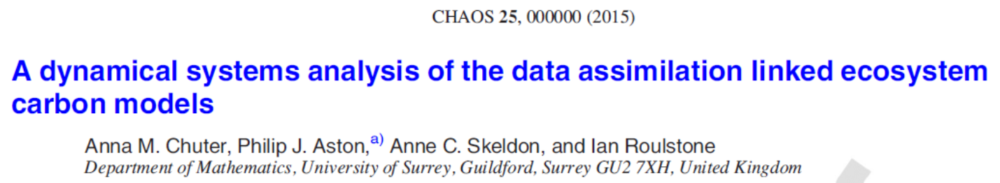 CHAOS 25, 000000 (2015)
A dynamical systems analysis of the data assimilation linked ecosystem
carbon models
Anna M. Chuter, Philip J. Aston,a) Anne C. Skeldon, and Ian Roulstone
Department of Mathematics, University of Surrey, Guildford, Surrey GU2 7XH, United Kingdom